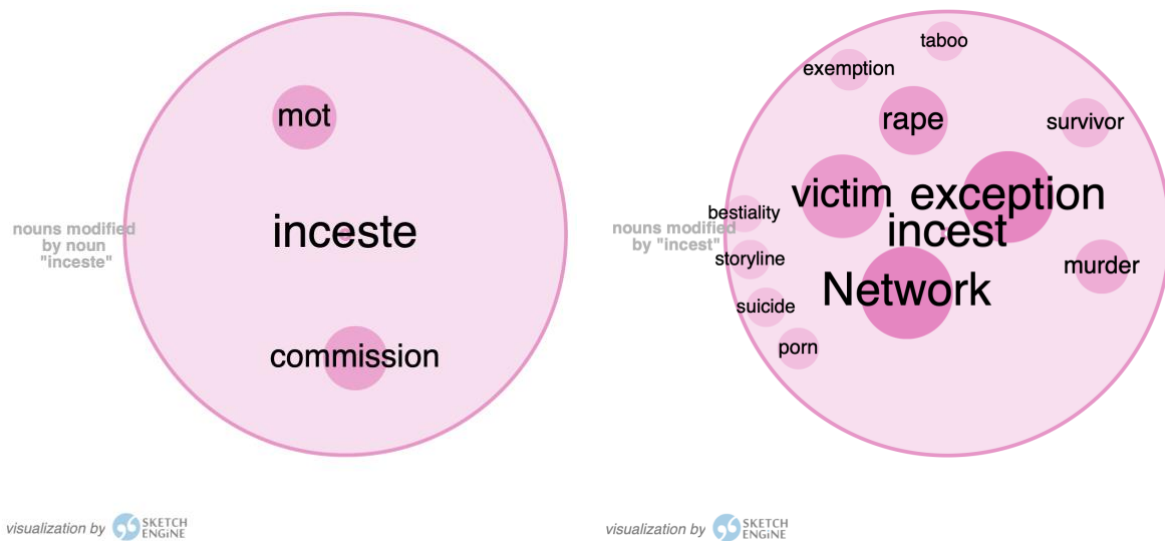 mot
nouns modified
by noun
"inceste"
inceste
commission
visualization by SKETCH
ENGINE
taboo
exemption
rape
survivor
victim
exception
bestiality
nouns modified
by "incest"
incest
storyline
murder
Network
suicide
porn
visualization by SKETCH
ENGINE